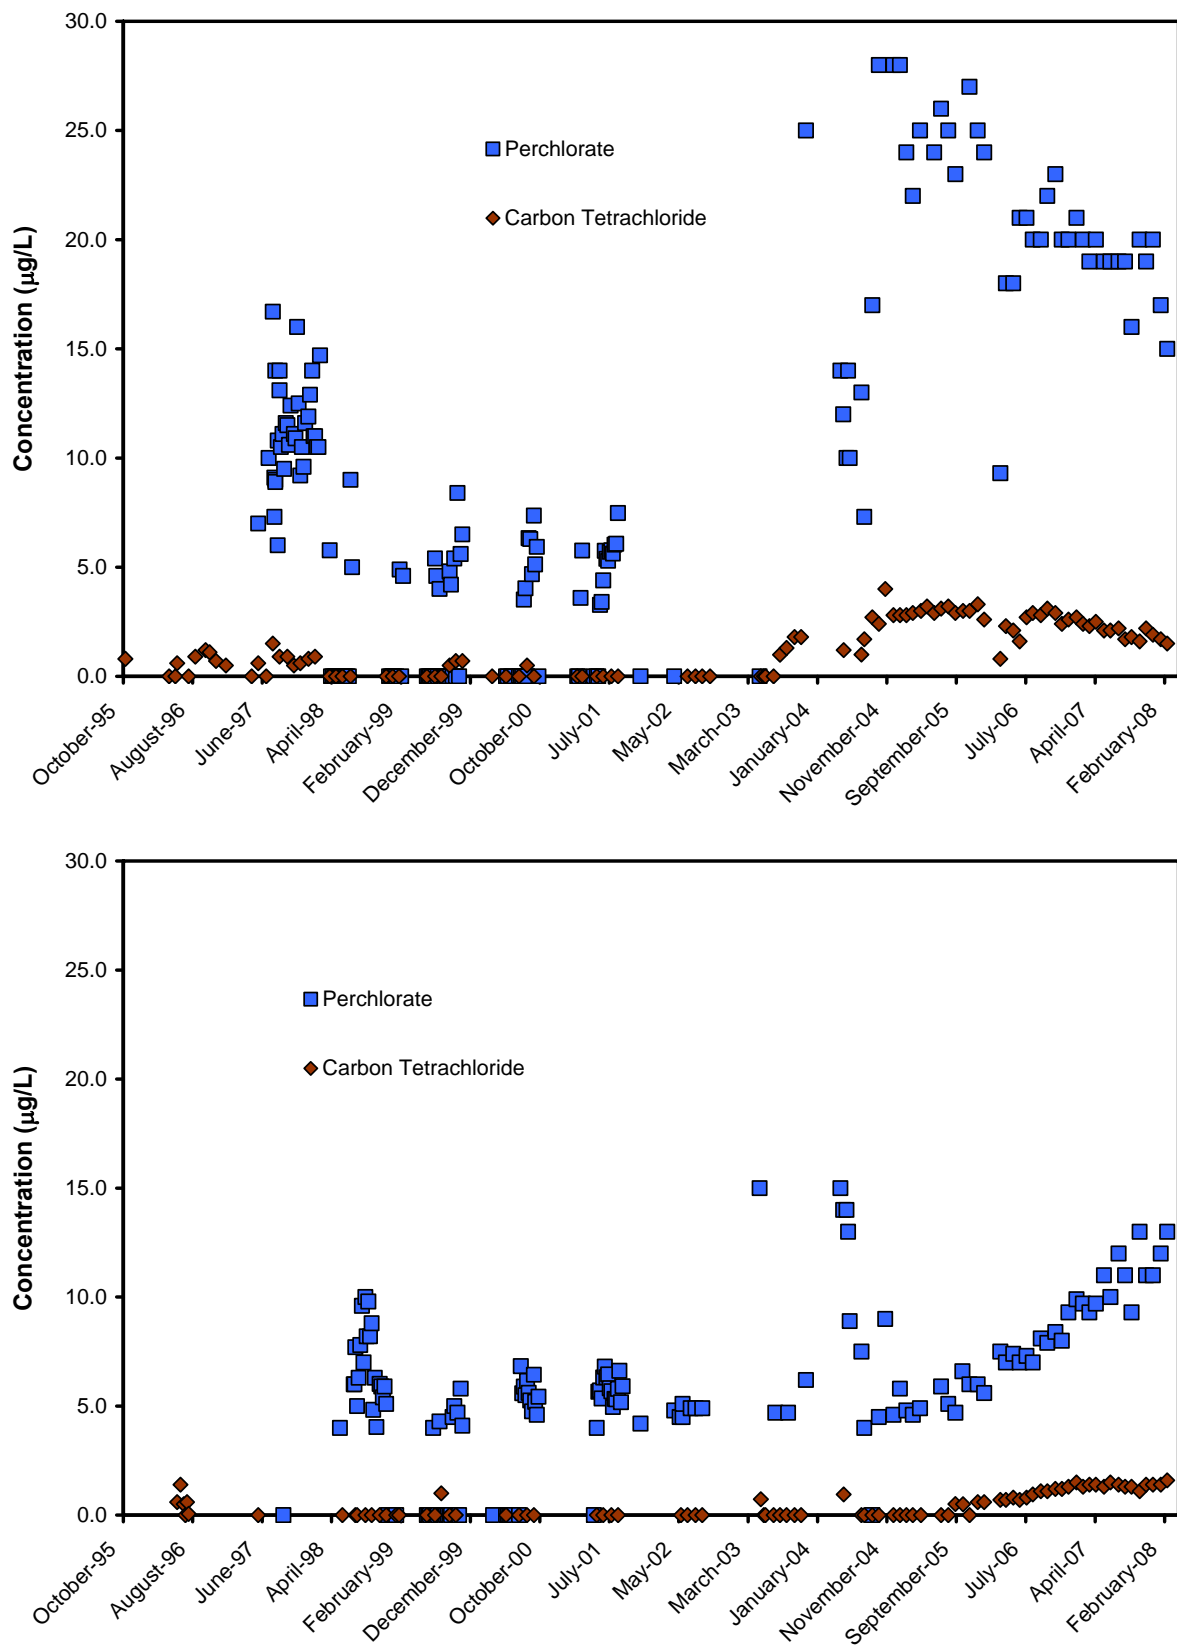 30.0
25.0
20.0
15.0
10.0
5.0
0.0
Concentration (µg/L)
Perchlorate
Carbon Tetrachloride
October-95
August-96
June-97
April-98
February-99
December-99
October-00
July-01
May-02
March-03
January-04
November-04
September-05
July-06
April-07
February-08
30.0
25.0
20.0
15.0
10.0
5.0
0.0
Concentration (µg/L)
Perchlorate
Carbon Tetrachloride
October-95
August-96
June-97
April-98
February-99
December-99
October-00
July-01
May-02
March-03
January-04
November-04
September-05
July-06
April-07
February-08